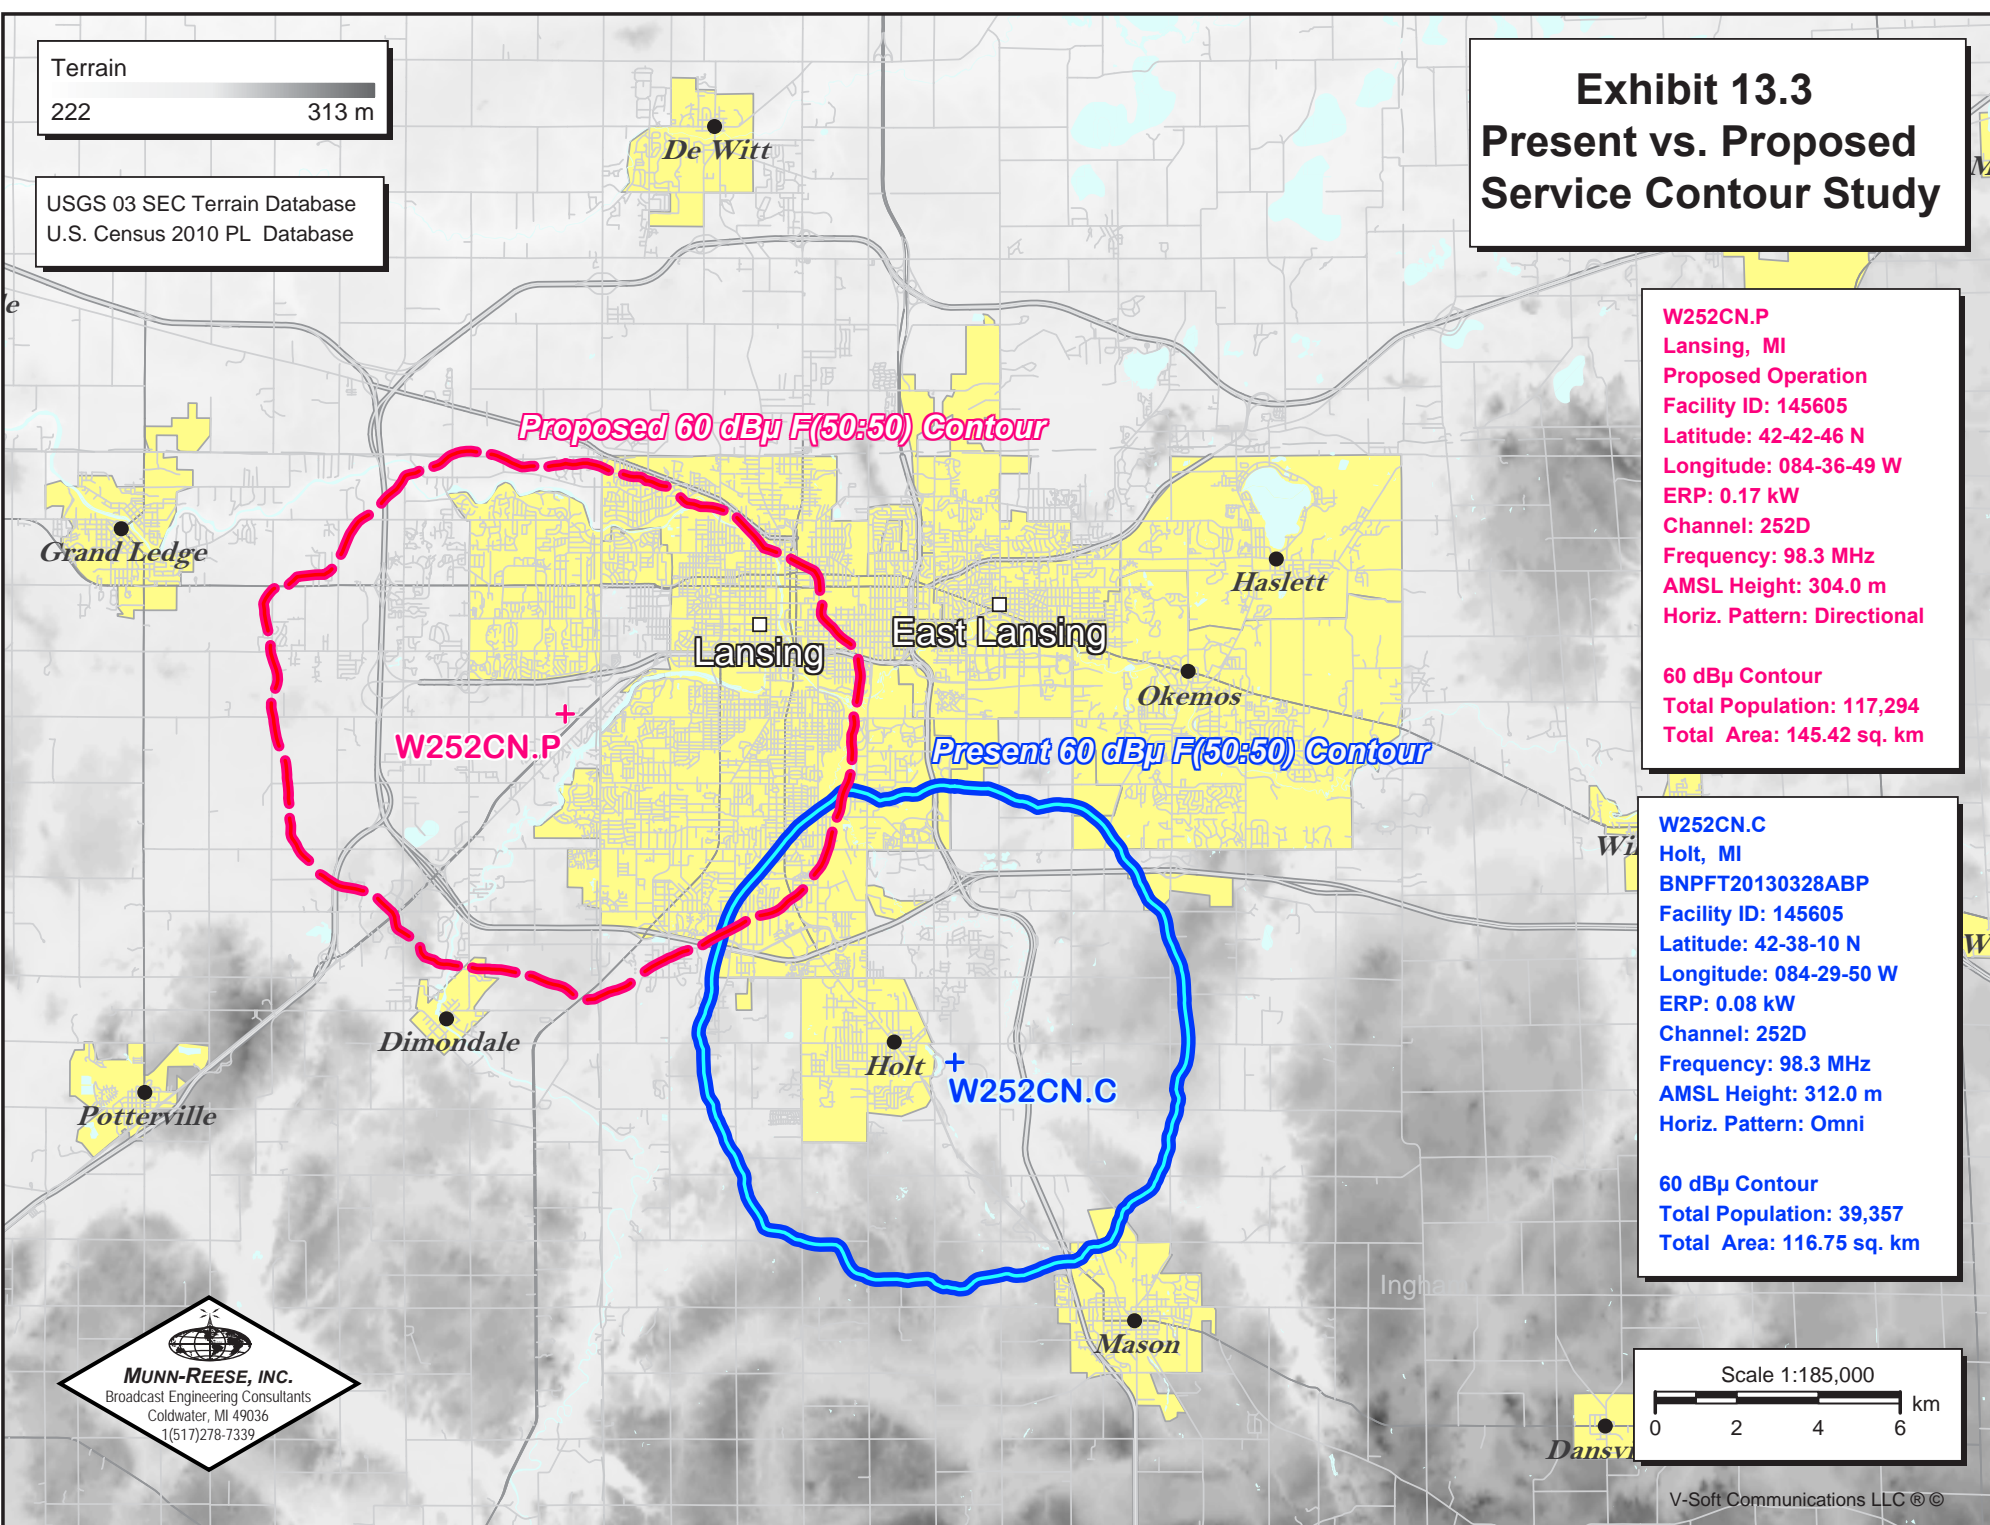 Terrain
222 313 m
USGS 03 SEC Terrain Database
U.S. Census 2010 PL Database
Exhibit 13.3
Present vs. Proposed
Service Contour Study
De Witt
W252CN.P
Lansing, MI
Proposed Operation
Facility ID: 145605
Latitude: 42-42-46 N
Longitude: 084-36-49 W
ERP: 0.17 kW
Channel: 252D
Frequency: 98.3 MHz
AMSL Height: 304.0 m
Horiz. Pattern: Directional
60 dBµ Contour
Total Population: 117,294
Total Area: 145.42 sq. km
Proposed 60 dBµ F(50:50) Contour
Grand Ledge
Haslett
East Lansing
Lansing
Okemos
W252CN.P
Present 60 dBµ F(50:50) Contour
W252CN.C
Holt, MI
BNPFT20130328ABP
Facility ID: 145605
Latitude: 42-38-10 N
Longitude: 084-29-50 W
ERP: 0.08 kW
Channel: 252D
Frequency: 98.3 MHz
AMSL Height: 312.0 m
Horiz. Pattern: Omni
60 dBµ Contour
Total Population: 39,357
Total Area: 116.75 sq. km
Dimondale
Holt
W252CN.C
Potterville
Mason
MUNN-REESE, INC.
Broadcast Engineering Consultants
Coldwater, MI 49036
1(517)278-7339
Scale 1:185,000
0 2 4 6 km
V-Soft Communications LLC ® ©